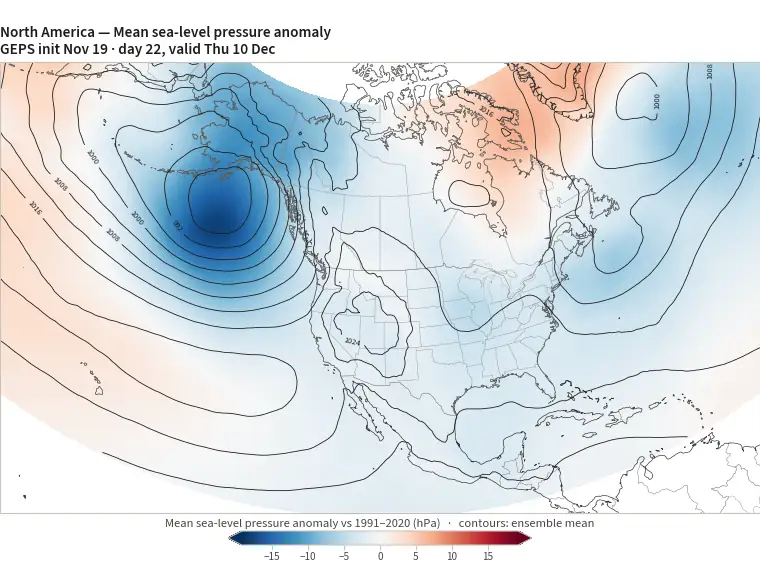 North America — Mean sea-level pressure anomaly
GEPS init Nov 19 · day 22, valid Thu 10 Dec
1008
1000
1016
1000
1008
1016
1000
1008
992
1024
Mean sea-level pressure anomaly vs 1991–2020 (hPa)   ·   contours: ensemble mean
−15 −10 −5 0 5 10 15